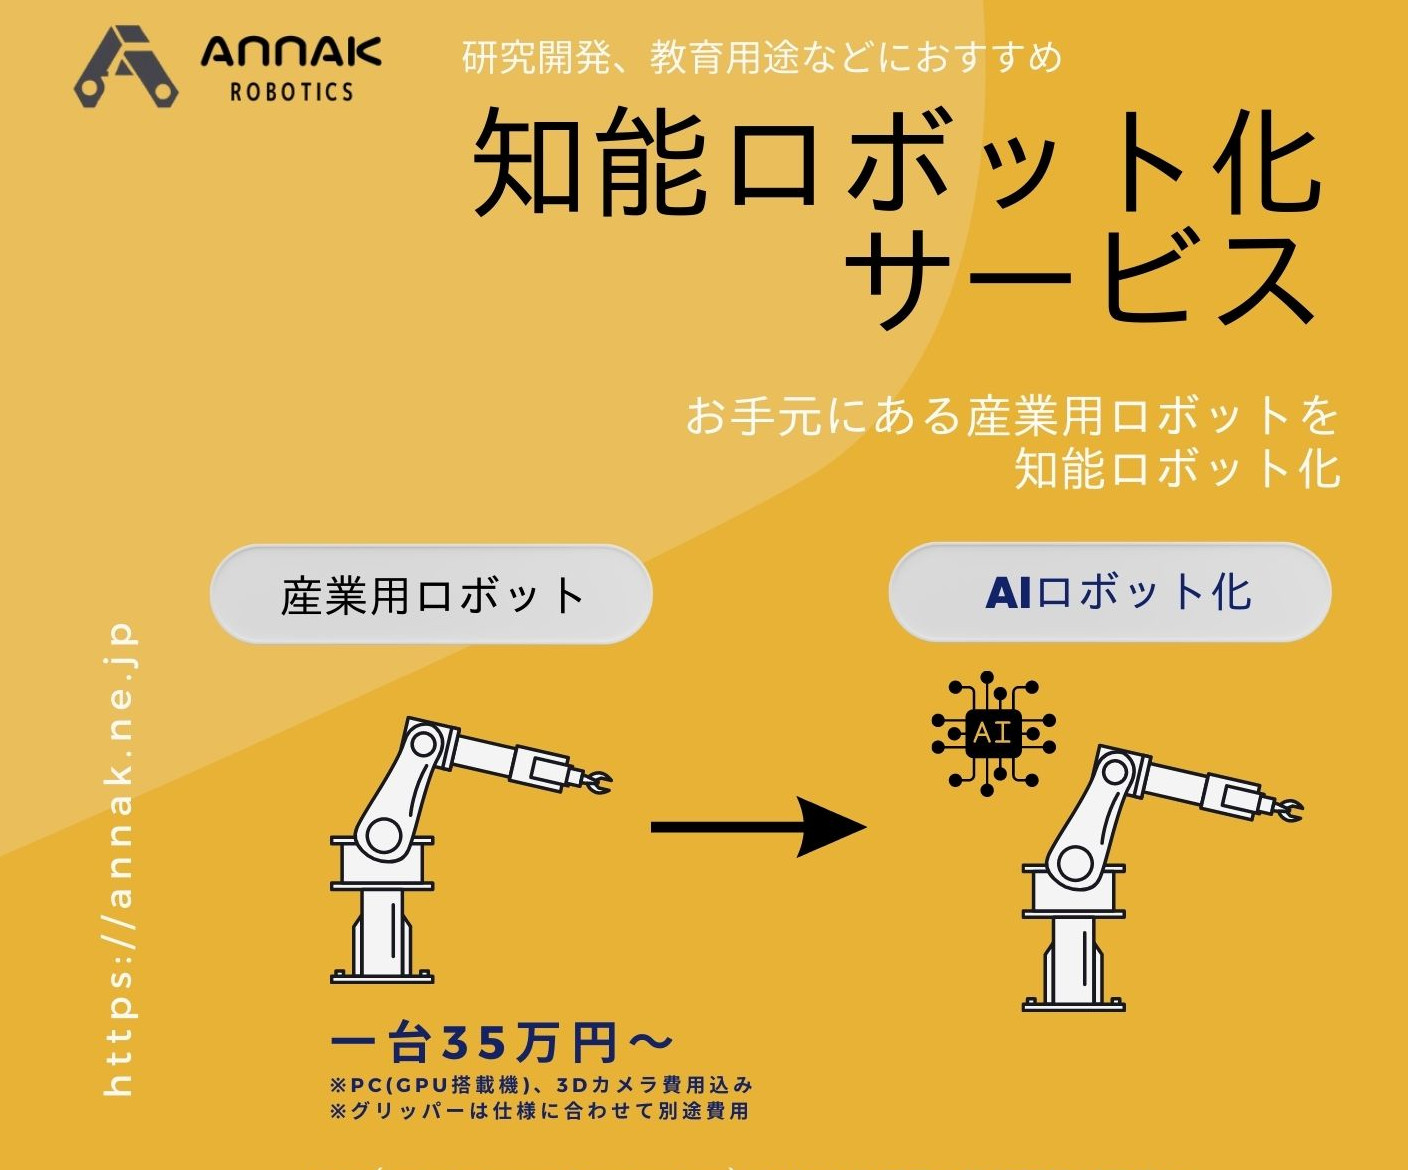 ANNAK
ROBOTICS
研究開発、教育用途などにおすすめ
知能ロボット化
サービス
お手元にある産業用ロボットを
知能ロボット化
産業用ロボット
AIロボット化
AI
https://annak.ne.jp
一台35万円～
※PC(GPU搭載機)、3Dカメラ費用込み
※グリッパーは仕様に合わせて別途費用